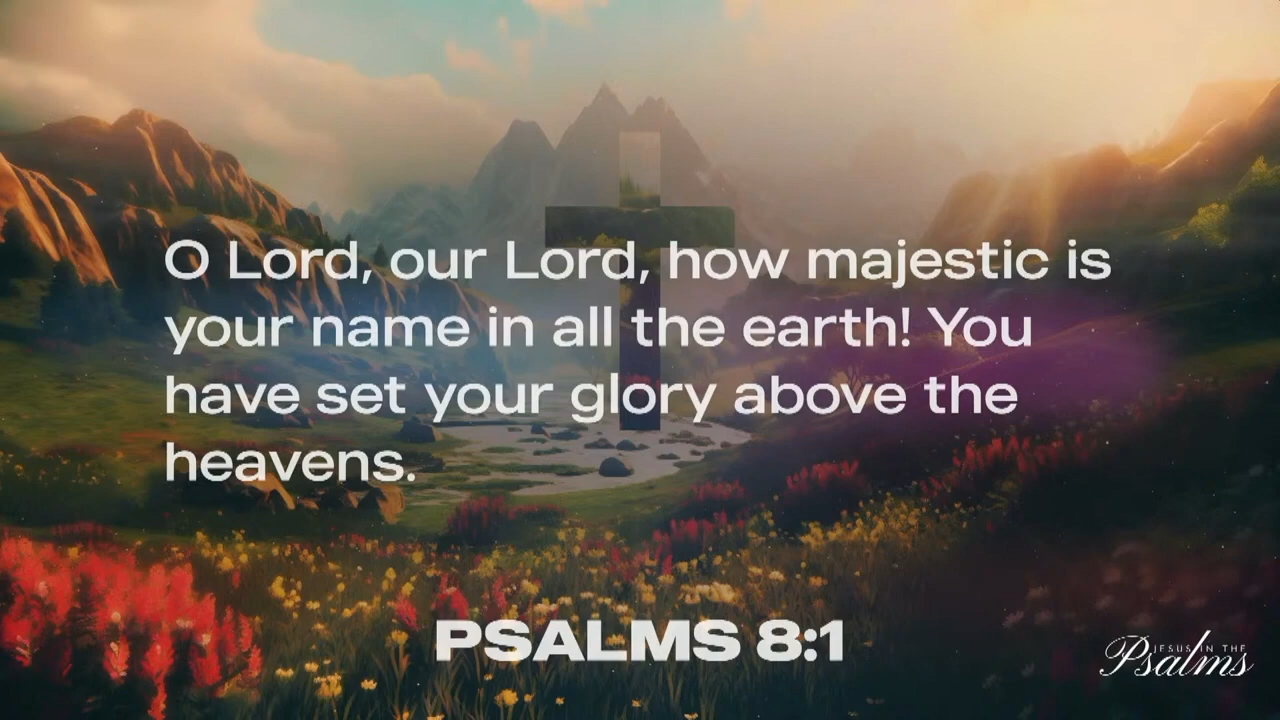 O Lord, our Lord, how majestic is
your name in all the earth! You
have set your glory above the
heavens.
PSALMS 8:1
JESUS IN THE
Psalms